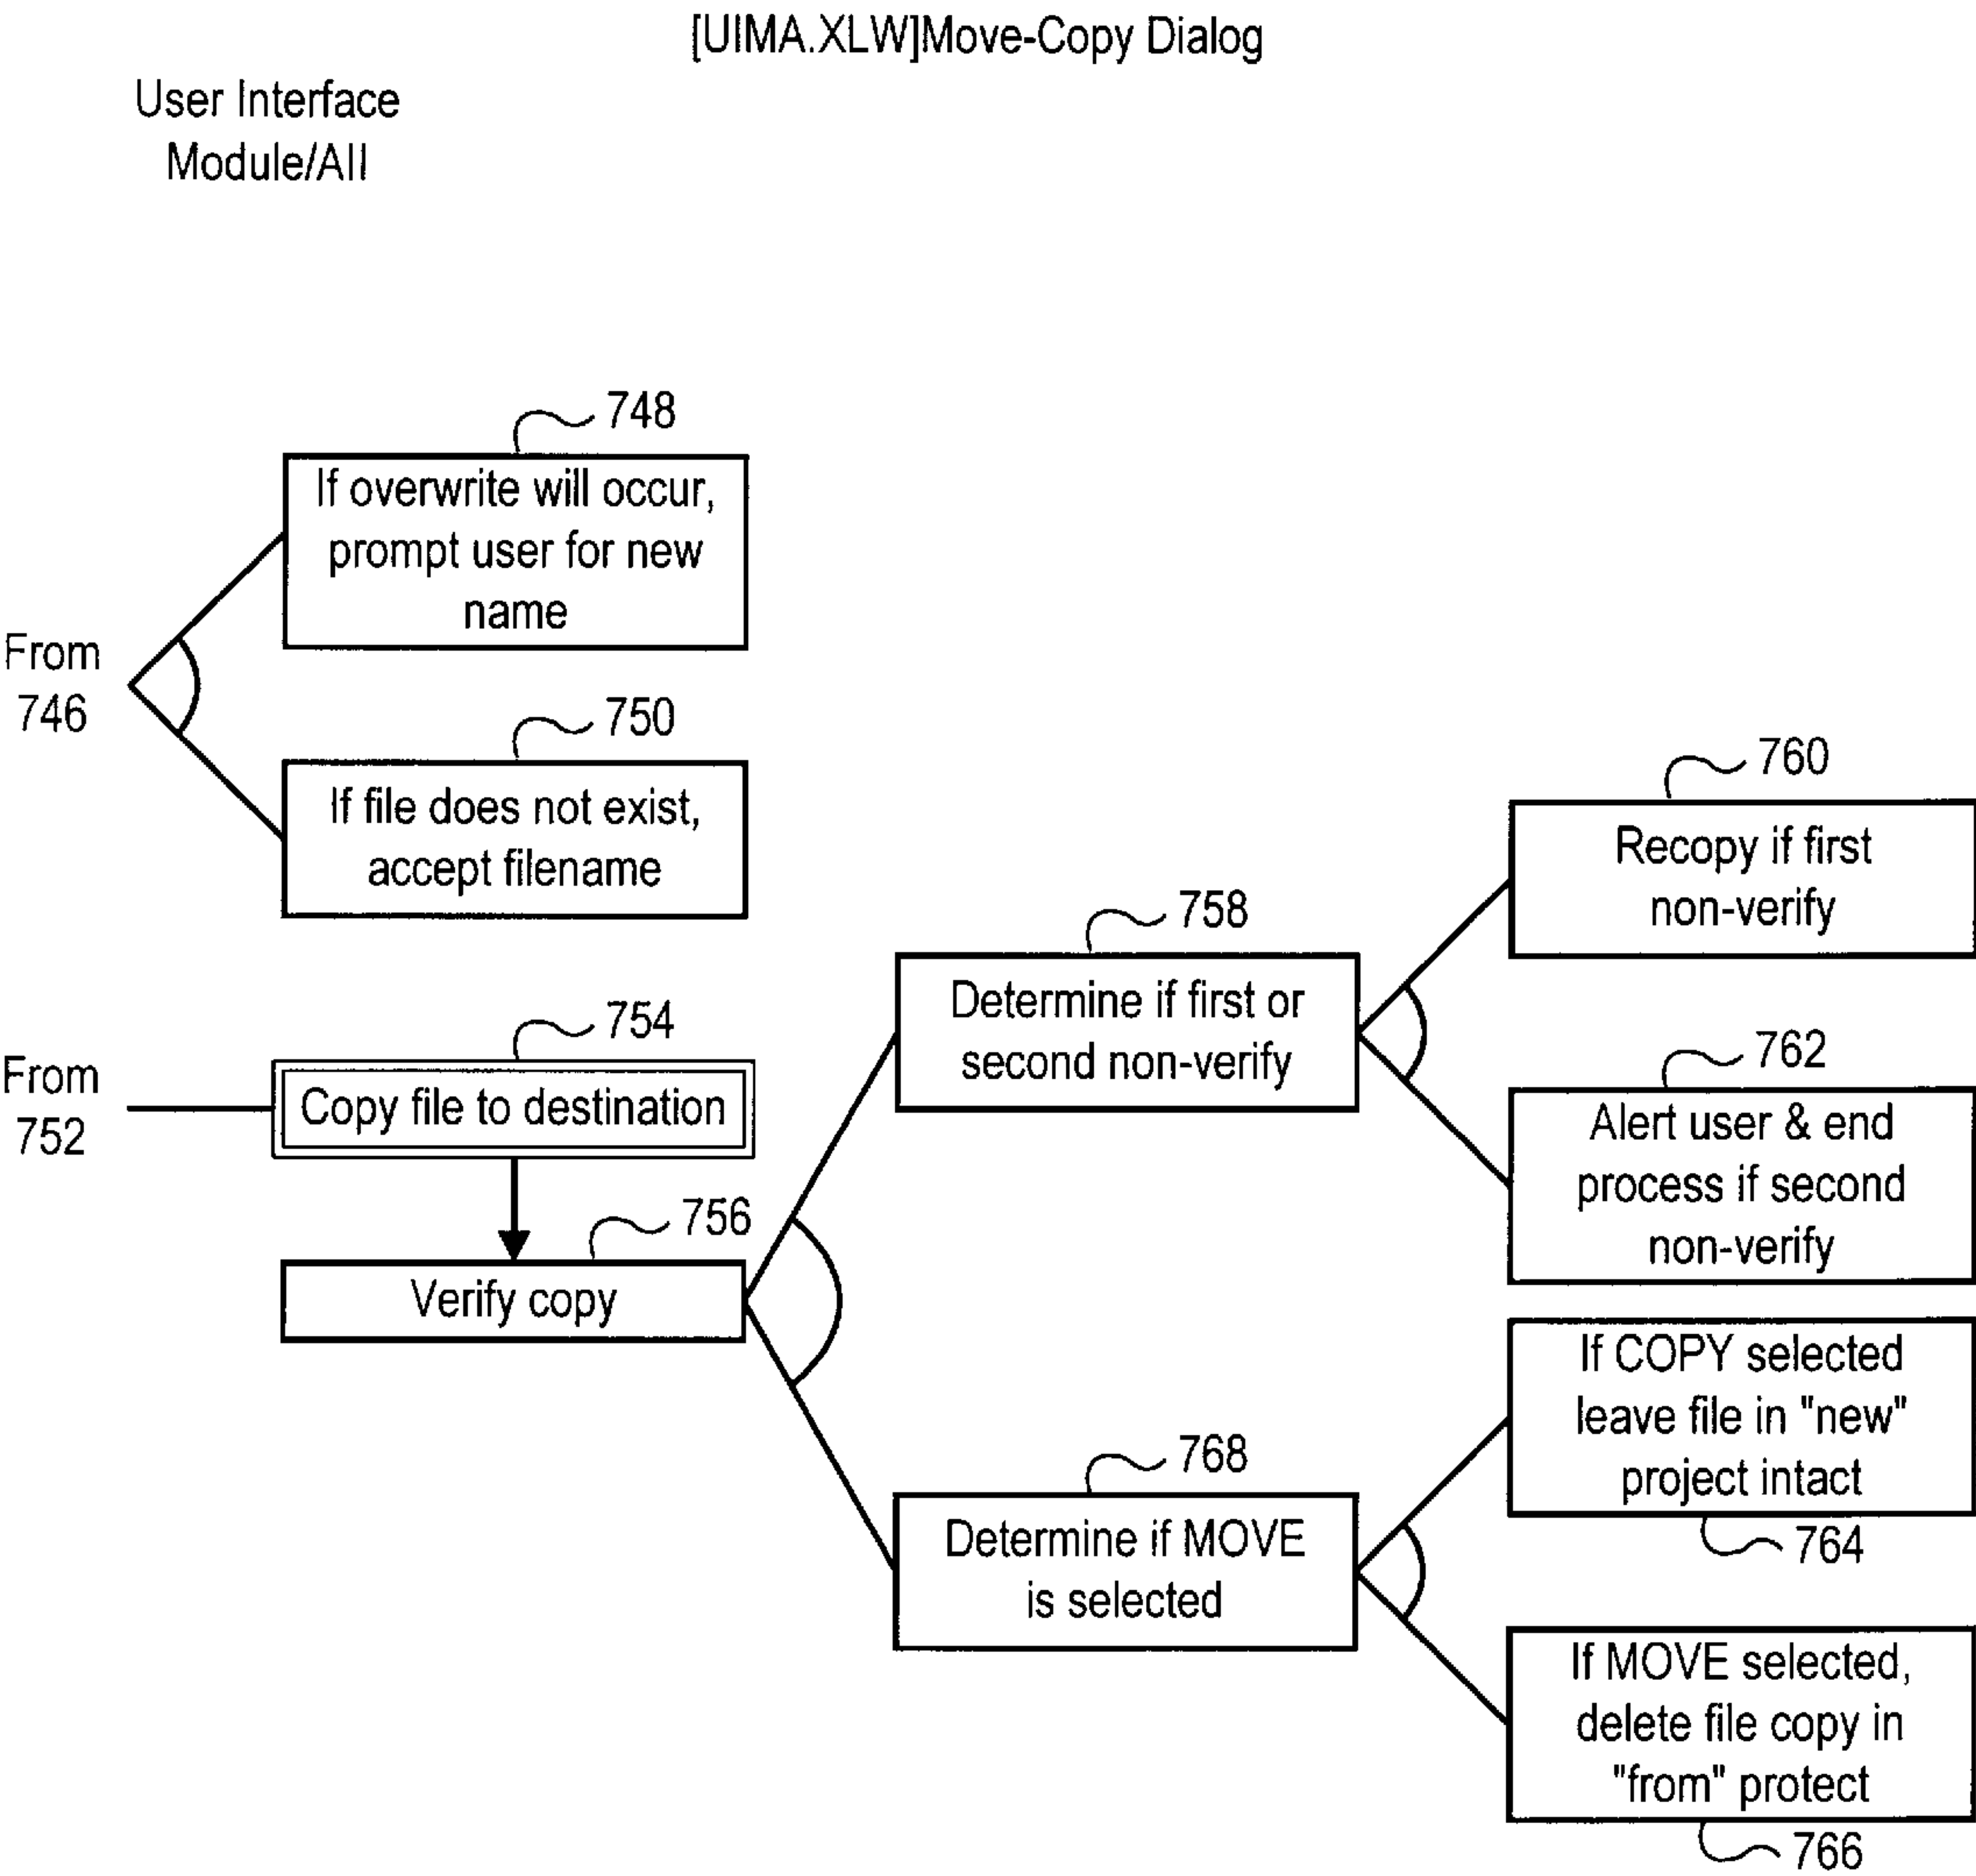 [UIMA.XLW]Move-Copy Dialog
User Interface
Module/All
748
If overwrite will occur,
prompt user for new
name
From
746
750
If file does not exist,
accept filename
From
752
754
Copy file to destination
756
Verify copy
758
Determine if first or
second non-verify
760
Recopy if first
non-verify
762
Alert user & end
process if second
non-verify
768
Determine if MOVE
is selected
If COPY selected
leave file in "new"
project intact
764
If MOVE selected,
delete file copy in
"from" protect
766